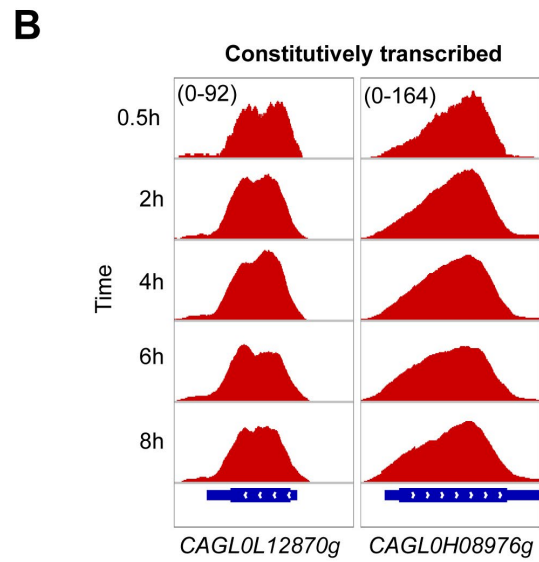 B
Constitutively transcribed
(0-92) (0-164)
0.5h
2h
4h
6h
8h
Time
CAGL0L12870g CAGL0H08976g